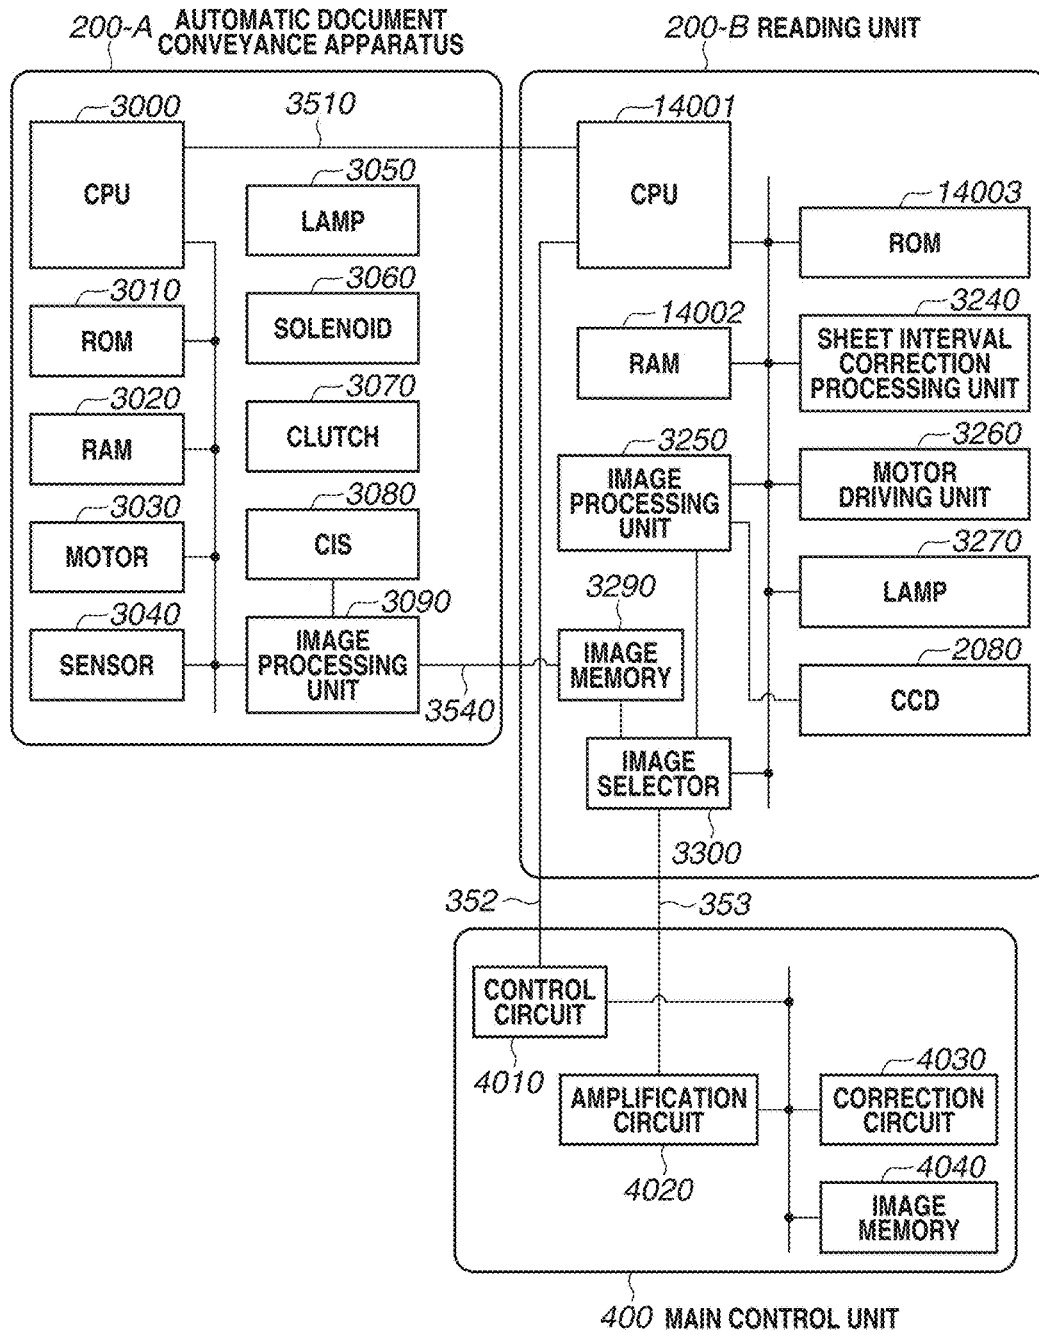 200-A AUTOMATIC DOCUMENT
CONVEYANCE APPARATUS
3000
CPU
3510
3050
LAMP
3010
ROM
3060
SOLENOID
3020
RAM
3070
CLUTCH
3030
MOTOR
3080
CIS
3040
SENSOR
3090
IMAGE
PROCESSING
UNIT
3540
200-B READING UNIT
14001
CPU
14003
ROM
14002
RAM
3240
SHEET INTERVAL
CORRECTION
PROCESSING UNIT
3250
IMAGE
PROCESSING
UNIT
3260
MOTOR
DRIVING UNIT
3270
LAMP
3290
IMAGE
MEMORY
2080
CCD
IMAGE
SELECTOR
3300
352
353
CONTROL
CIRCUIT
4010
AMPLIFICATION
CIRCUIT
4020
4030
CORRECTION
CIRCUIT
4040
IMAGE
MEMORY
400 MAIN CONTROL UNIT